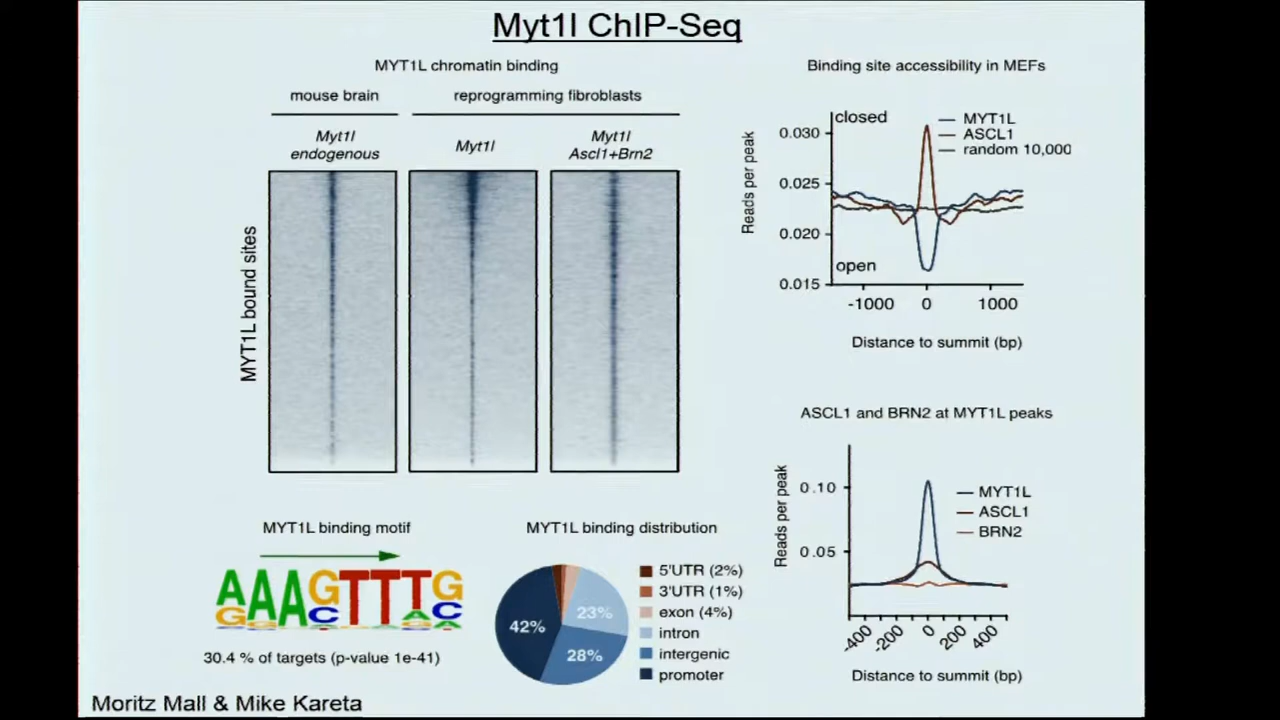 Myt1l ChIP-Seq
MYT1L chromatin binding
mouse brain
reprogramming fibroblasts
Myt1l
endogenous
Myt1l
Myt1l
Ascl1+Brn2
MYT1L bound sites
Binding site accessibility in MEFs
closed
open
MYT1L
ASCL1
random 10,000
Reads per peak
0.030
0.025
0.020
0.015
-1000
0
1000
Distance to summit (bp)
MYT1L binding motif
AAAGTTTG
GGGC AC
30.4 % of targets (p-value 1e-41)
MYT1L binding distribution
42%
23%
28%
5'UTR (2%)
3'UTR (1%)
exon (4%)
intron
intergenic
promoter
ASCL1 and BRN2 at MYT1L peaks
Reads per peak
0.10
0.05
MYT1L
ASCL1
BRN2
-400
-200
0
200
400
Distance to summit (bp)
Moritz Mall & Mike Kareta